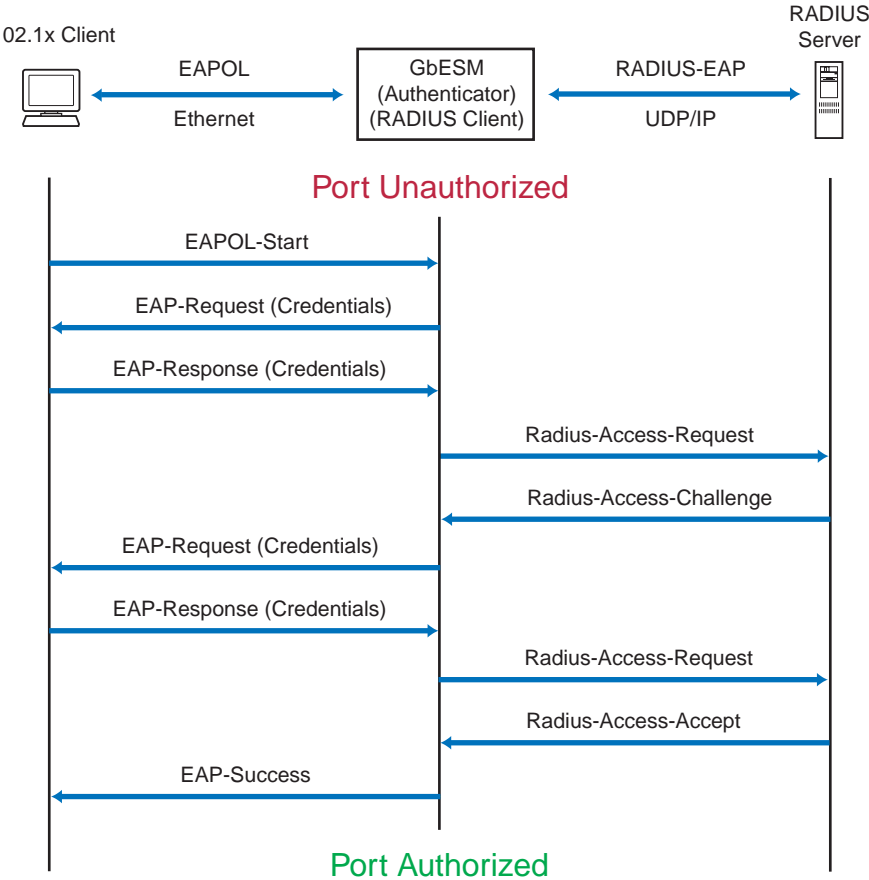 RADIUS
Server
02.1x Client
EAPOL
Ethernet
GbESM
(Authenticator)
(RADIUS Client)
RADIUS-EAP
UDP/IP
Port Unauthorized
EAPOL-Start
EAP-Request (Credentials)
EAP-Response (Credentials)
Radius-Access-Request
Radius-Access-Challenge
EAP-Request (Credentials)
EAP-Response (Credentials)
Radius-Access-Request
Radius-Access-Accept
EAP-Success
Port Authorized